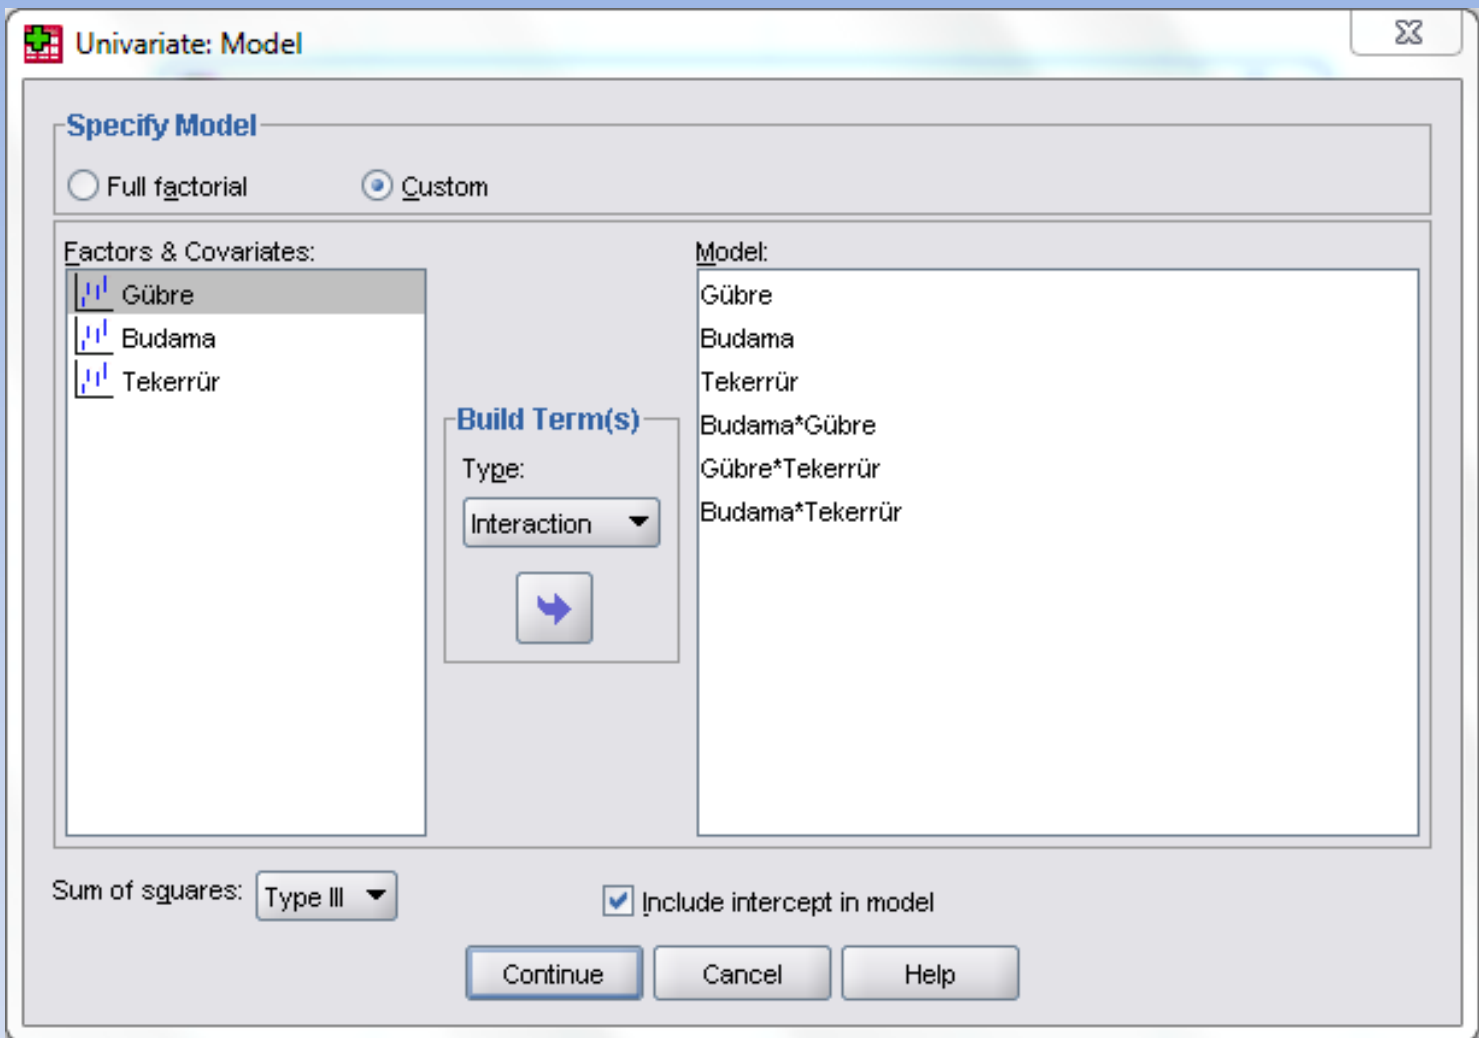 Univariate: Model
Specify Model
Full factorial
Custom
Factors & Covariates:
Gübre
Budama
Tekerrür
Build Term(s)
Type:
Interaction
Model:
Gübre
Budama
Tekerrür
Budama*Gübre
Gübre*Tekerrür
Budama*Tekerrür
Sum of squares:
Type III
Include intercept in model
Continue
Cancel
Help